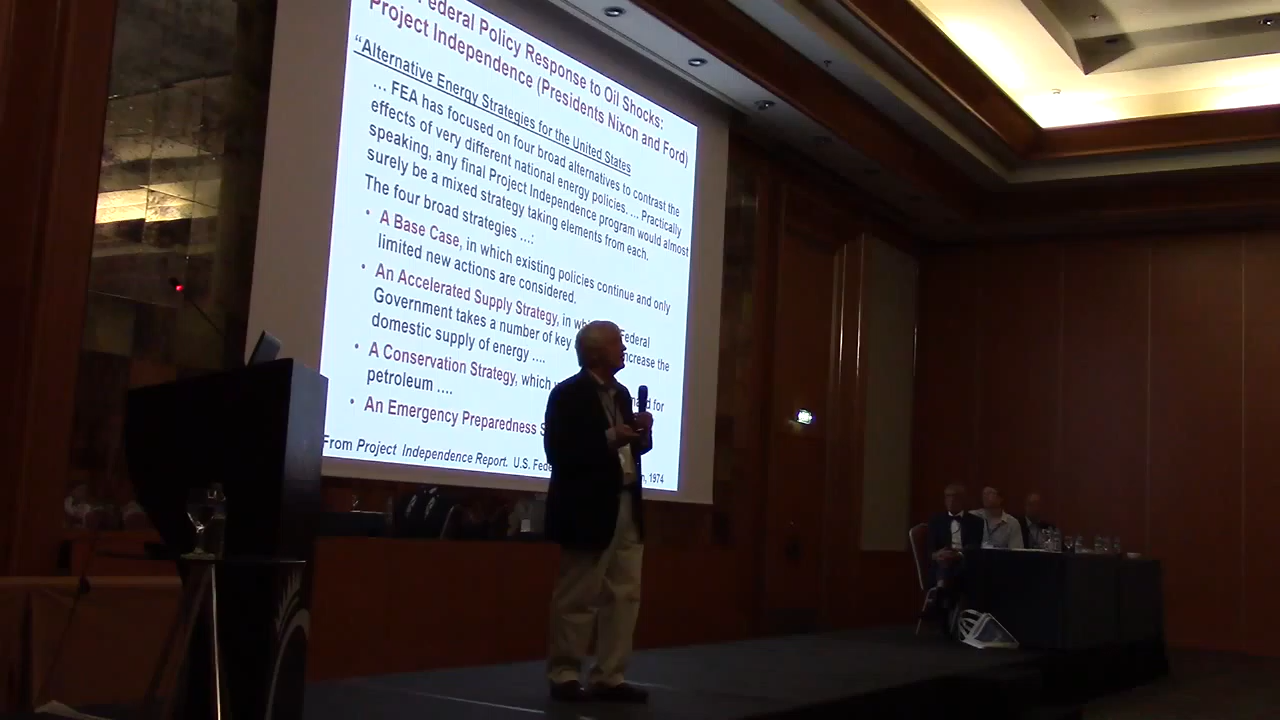 Federal Policy Response to Oil Shocks:
Project Independence (Presidents Nixon and Ford)
“Alternative Energy Strategies for the United States
… FEA has focused on four broad alternatives to contrast the
effects of very different national energy policies. … Practically
speaking, any final Project Independence program would almost
surely be a mixed strategy taking elements from each.
The four broad strategies …:
• A Base Case, in which existing policies continue and only
limited new actions are considered.
• An Accelerated Supply Strategy, in Federal
Government takes a number of key increase the
domestic supply of energy ….
• A Conservation Strategy, which for
petroleum ….
• An Emergency Preparedness
From Project Independence Report. U.S. 1974